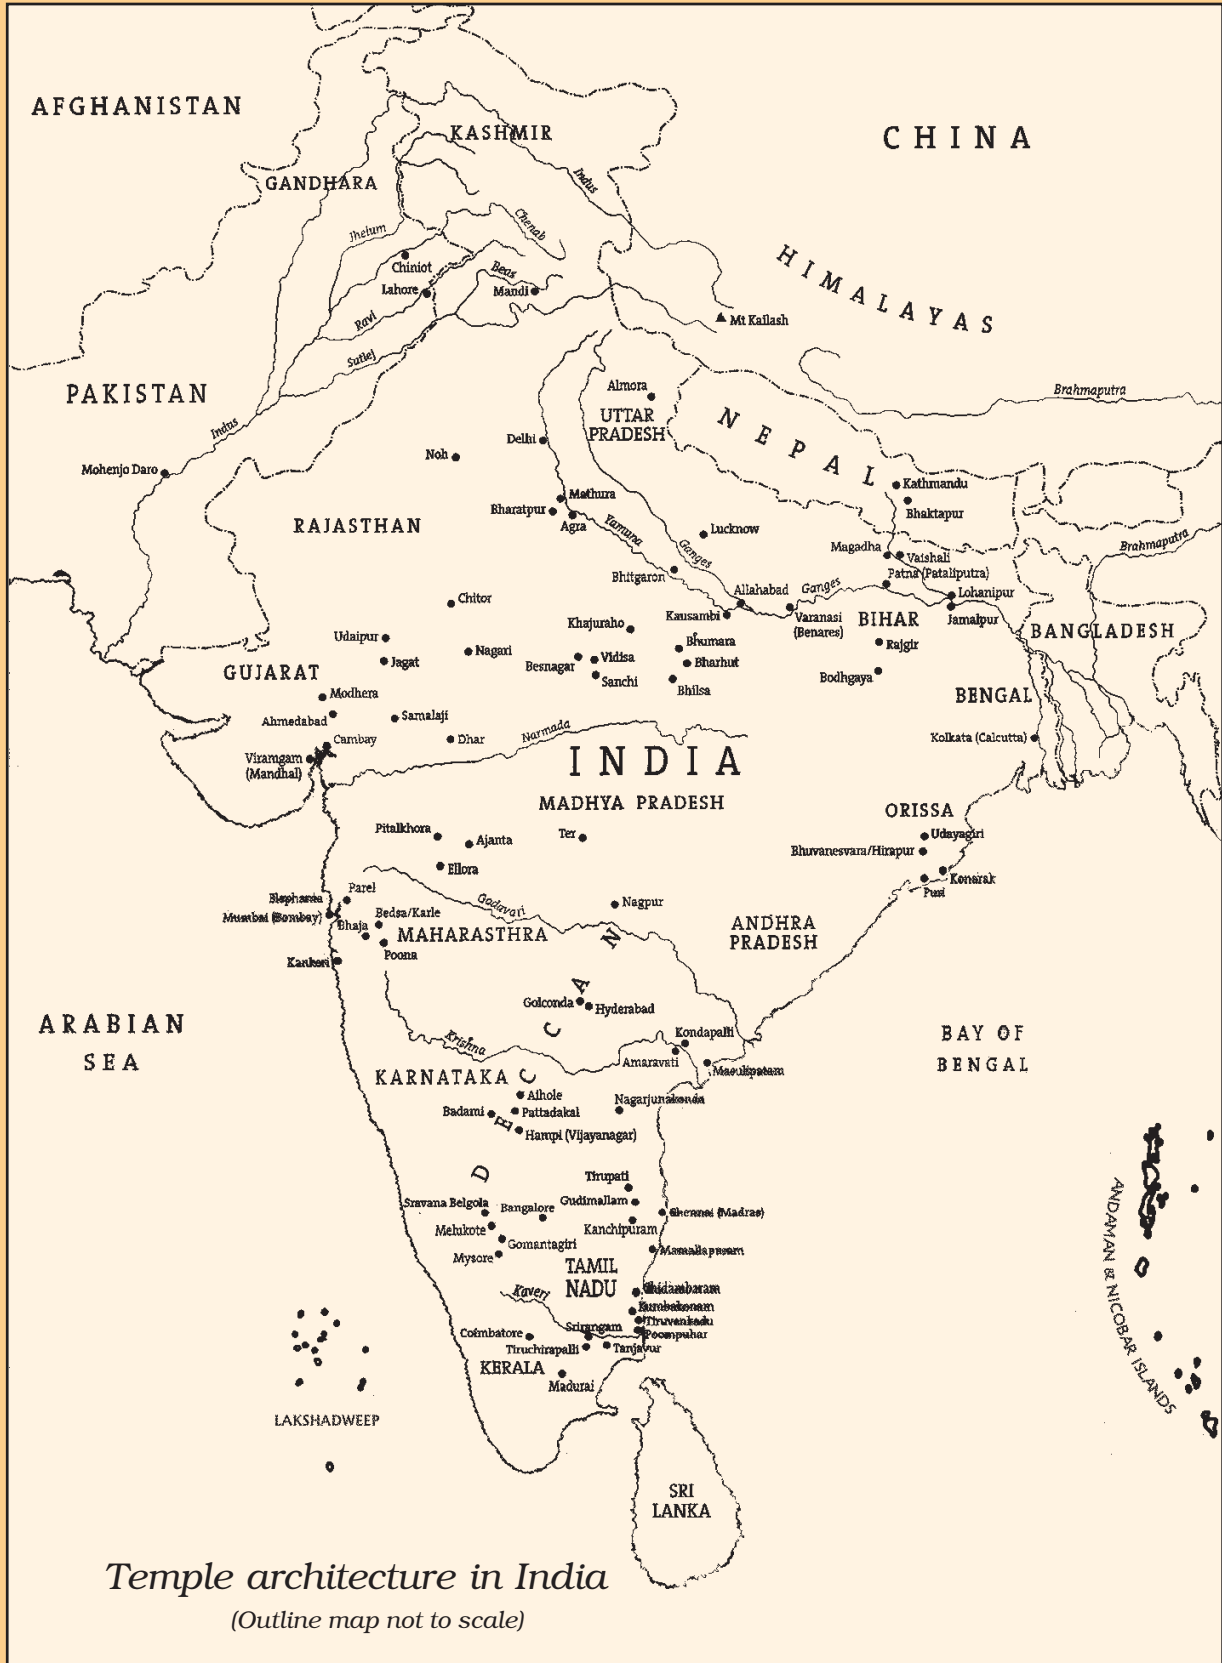 AFGHANISTAN
CHINA
KASHMIR
GANDHARA
Indus
Jhelum
Chenab
Chiniot
Beas
Lahore
Mandi
Ravi
HIMALAYAS
Mt Kailash
Sutlej
PAKISTAN
Almora
UTTAR
PRADESH
NEPAL
Brahmaputra
Indus
Delhi
Noh
Mohenjo Daro
Kathmandu
Bhaktapur
Mathura
Bharatpur
Agra
RAJASTHAN
Yamuna
Lucknow
Ganges
Magadha
Vaishali
Brahmaputra
Patna (Pataliputra)
Bhitgaron
Allahabad
Ganges
Lohanipur
Chitor
Kausambi
Varanasi
(Benares)
BIHAR
Jamalpur
BANGLADESH
Khajuraho
Udaipur
Bhumara
Rajgir
Nagari
Jagat
Besnagar
Vidisa
Bharhut
Sanchi
Bhilsa
Bodhgaya
GUJARAT
BENGAL
Modhera
Ahmedabad
Samalaji
Cambay
Dhar
Narmada
Kolkata (Calcutta)
Viramgam
(Mandhal)
INDIA
MADHYA PRADESH
ORISSA
Pitalkhora
Ajanta
Ter
Udayagiri
Bhuvanesvara/Hirapur
Ellora
Konarak
Puri
Parel
Elephanta
Godavari
Nagpur
Mumbai (Bombay)
Bedsa/Karle
Bhaja
MAHARASTHRA
ANDHRA
PRADESH
Poona
Kanheri
DECCAN
Golconda
Hyderabad
ARABIAN
SEA
BAY OF
BENGAL
Krishna
Kondapalli
Amaravati
Masulipatam
KARNATAKA
Aihole
Nagarjunakonda
Badami
Pattadakal
Hampi (Vijayanagar)
Tirupati
Sravana Belgola
Bangalore
Gudimallam
Chennai (Madras)
Melukote
Kanchipuram
Gomantagiri
Mysore
Mamallapuram
TAMIL
NADU
Kaveri
Chidambaram
Kumbakonam
Tiruvenkadu
Srirangam
Poompuhar
Coimbatore
Tiruchirapalli
Tanjavur
KERALA
Madurai
LAKSHADWEEP
ANDAMAN & NICOBAR ISLANDS
SRI
LANKA
Temple architecture in India
(Outline map not to scale)